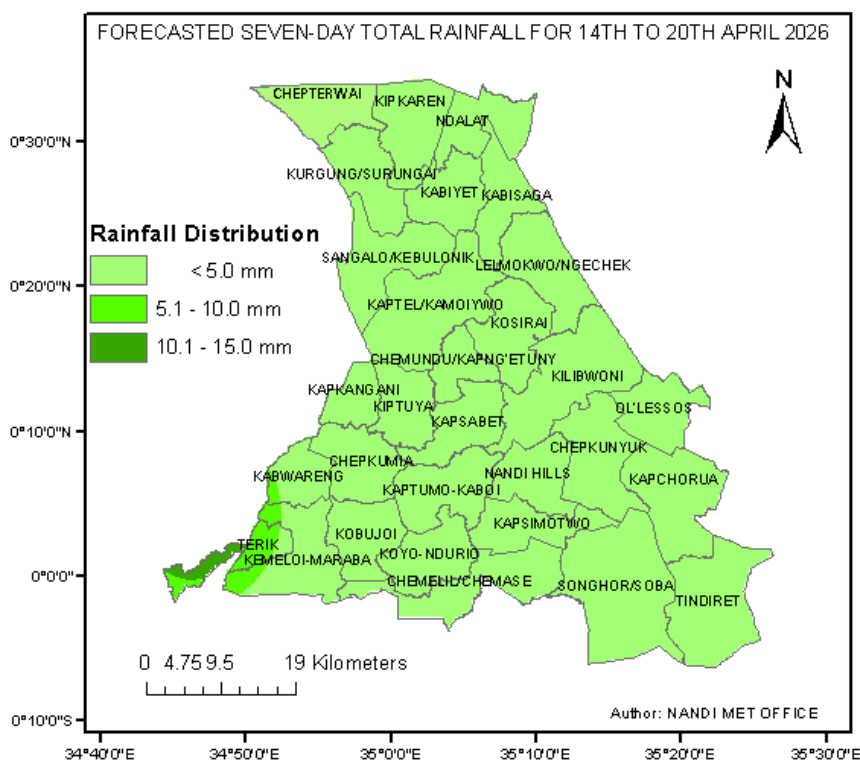 FORECASTED SEVEN-DAY TOTAL RAINFALL FOR 14TH TO 20TH APRIL 2026
N
CHEPTERWAI
KIPKAREN
NDALAT
0°30'0"N
KURGUNG/SURUNGAI
KABIYET
KABISAGA
Rainfall Distribution
< 5.0 mm
5.1 - 10.0 mm
10.1 - 15.0 mm
SANGALO/KEBULONIK
LELMOKWO/NGECHEK
0°20'0"N
KAPTEL/KAMOIYWO
KOSIRAI
CHEMUNDU/KAPNG'ETUNY
KILIBWONI
KAPKANGANI
KIPTUYA
KAPSABET
OL'LESSOS
0°10'0"N
CHEPKUNYUK
CHEPKUMIA
KABWARENG
NANDI HILLS
KAPCHORUA
KAPTUMO-KABOI
KAPSIMOTWO
KOBUJOI
TERIK
KEMELOI-MARABA
KOYO-NDURIO
0°0'0"
CHEMELIL/CHEMASE
SONGHOR/SOBA
TINDIRET
0 4.75 9.5 19 Kilometers
Author: NANDI MET OFFICE
0°10'0"S
34°40'0"E 34°50'0"E 35°0'0"E 35°10'0"E 35°20'0"E 35°30'0"E